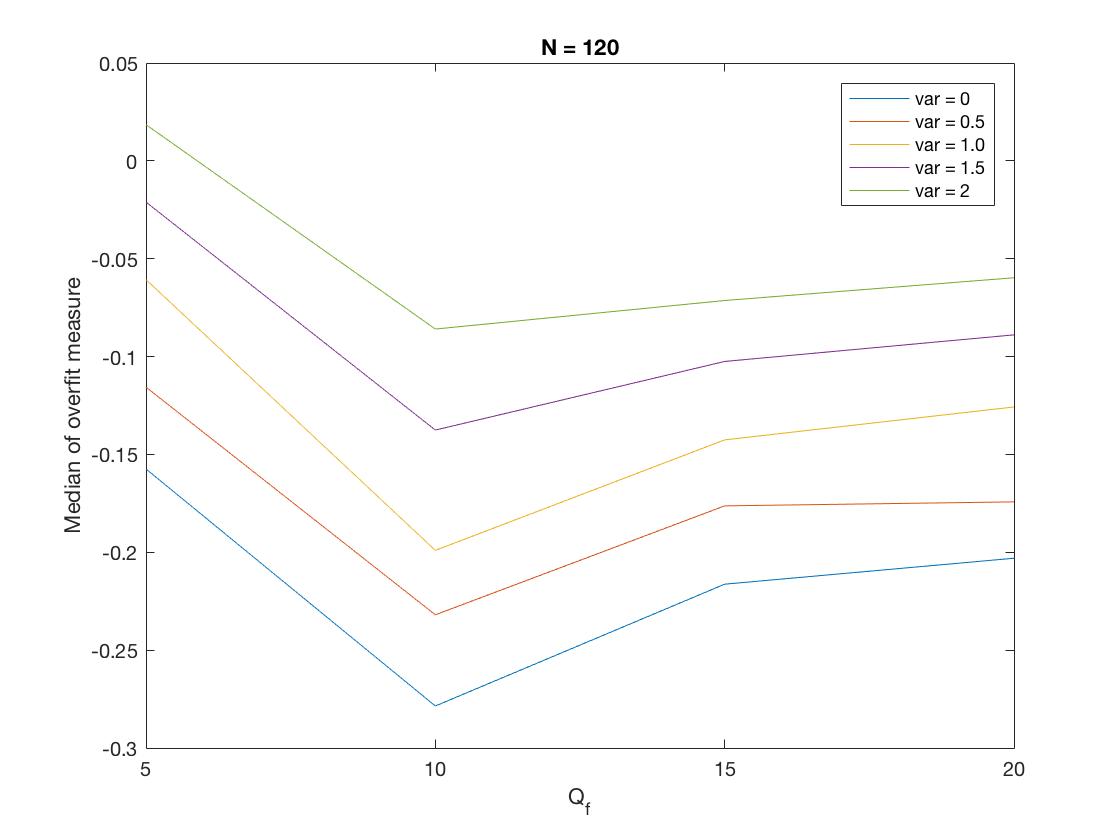 N = 120
0.05
0
-0.05
-0.1
-0.15
-0.2
-0.25
-0.3
Median of overfit measure
5 10 15 20
Q_f
var = 0
var = 0.5
var = 1.0
var = 1.5
var = 2